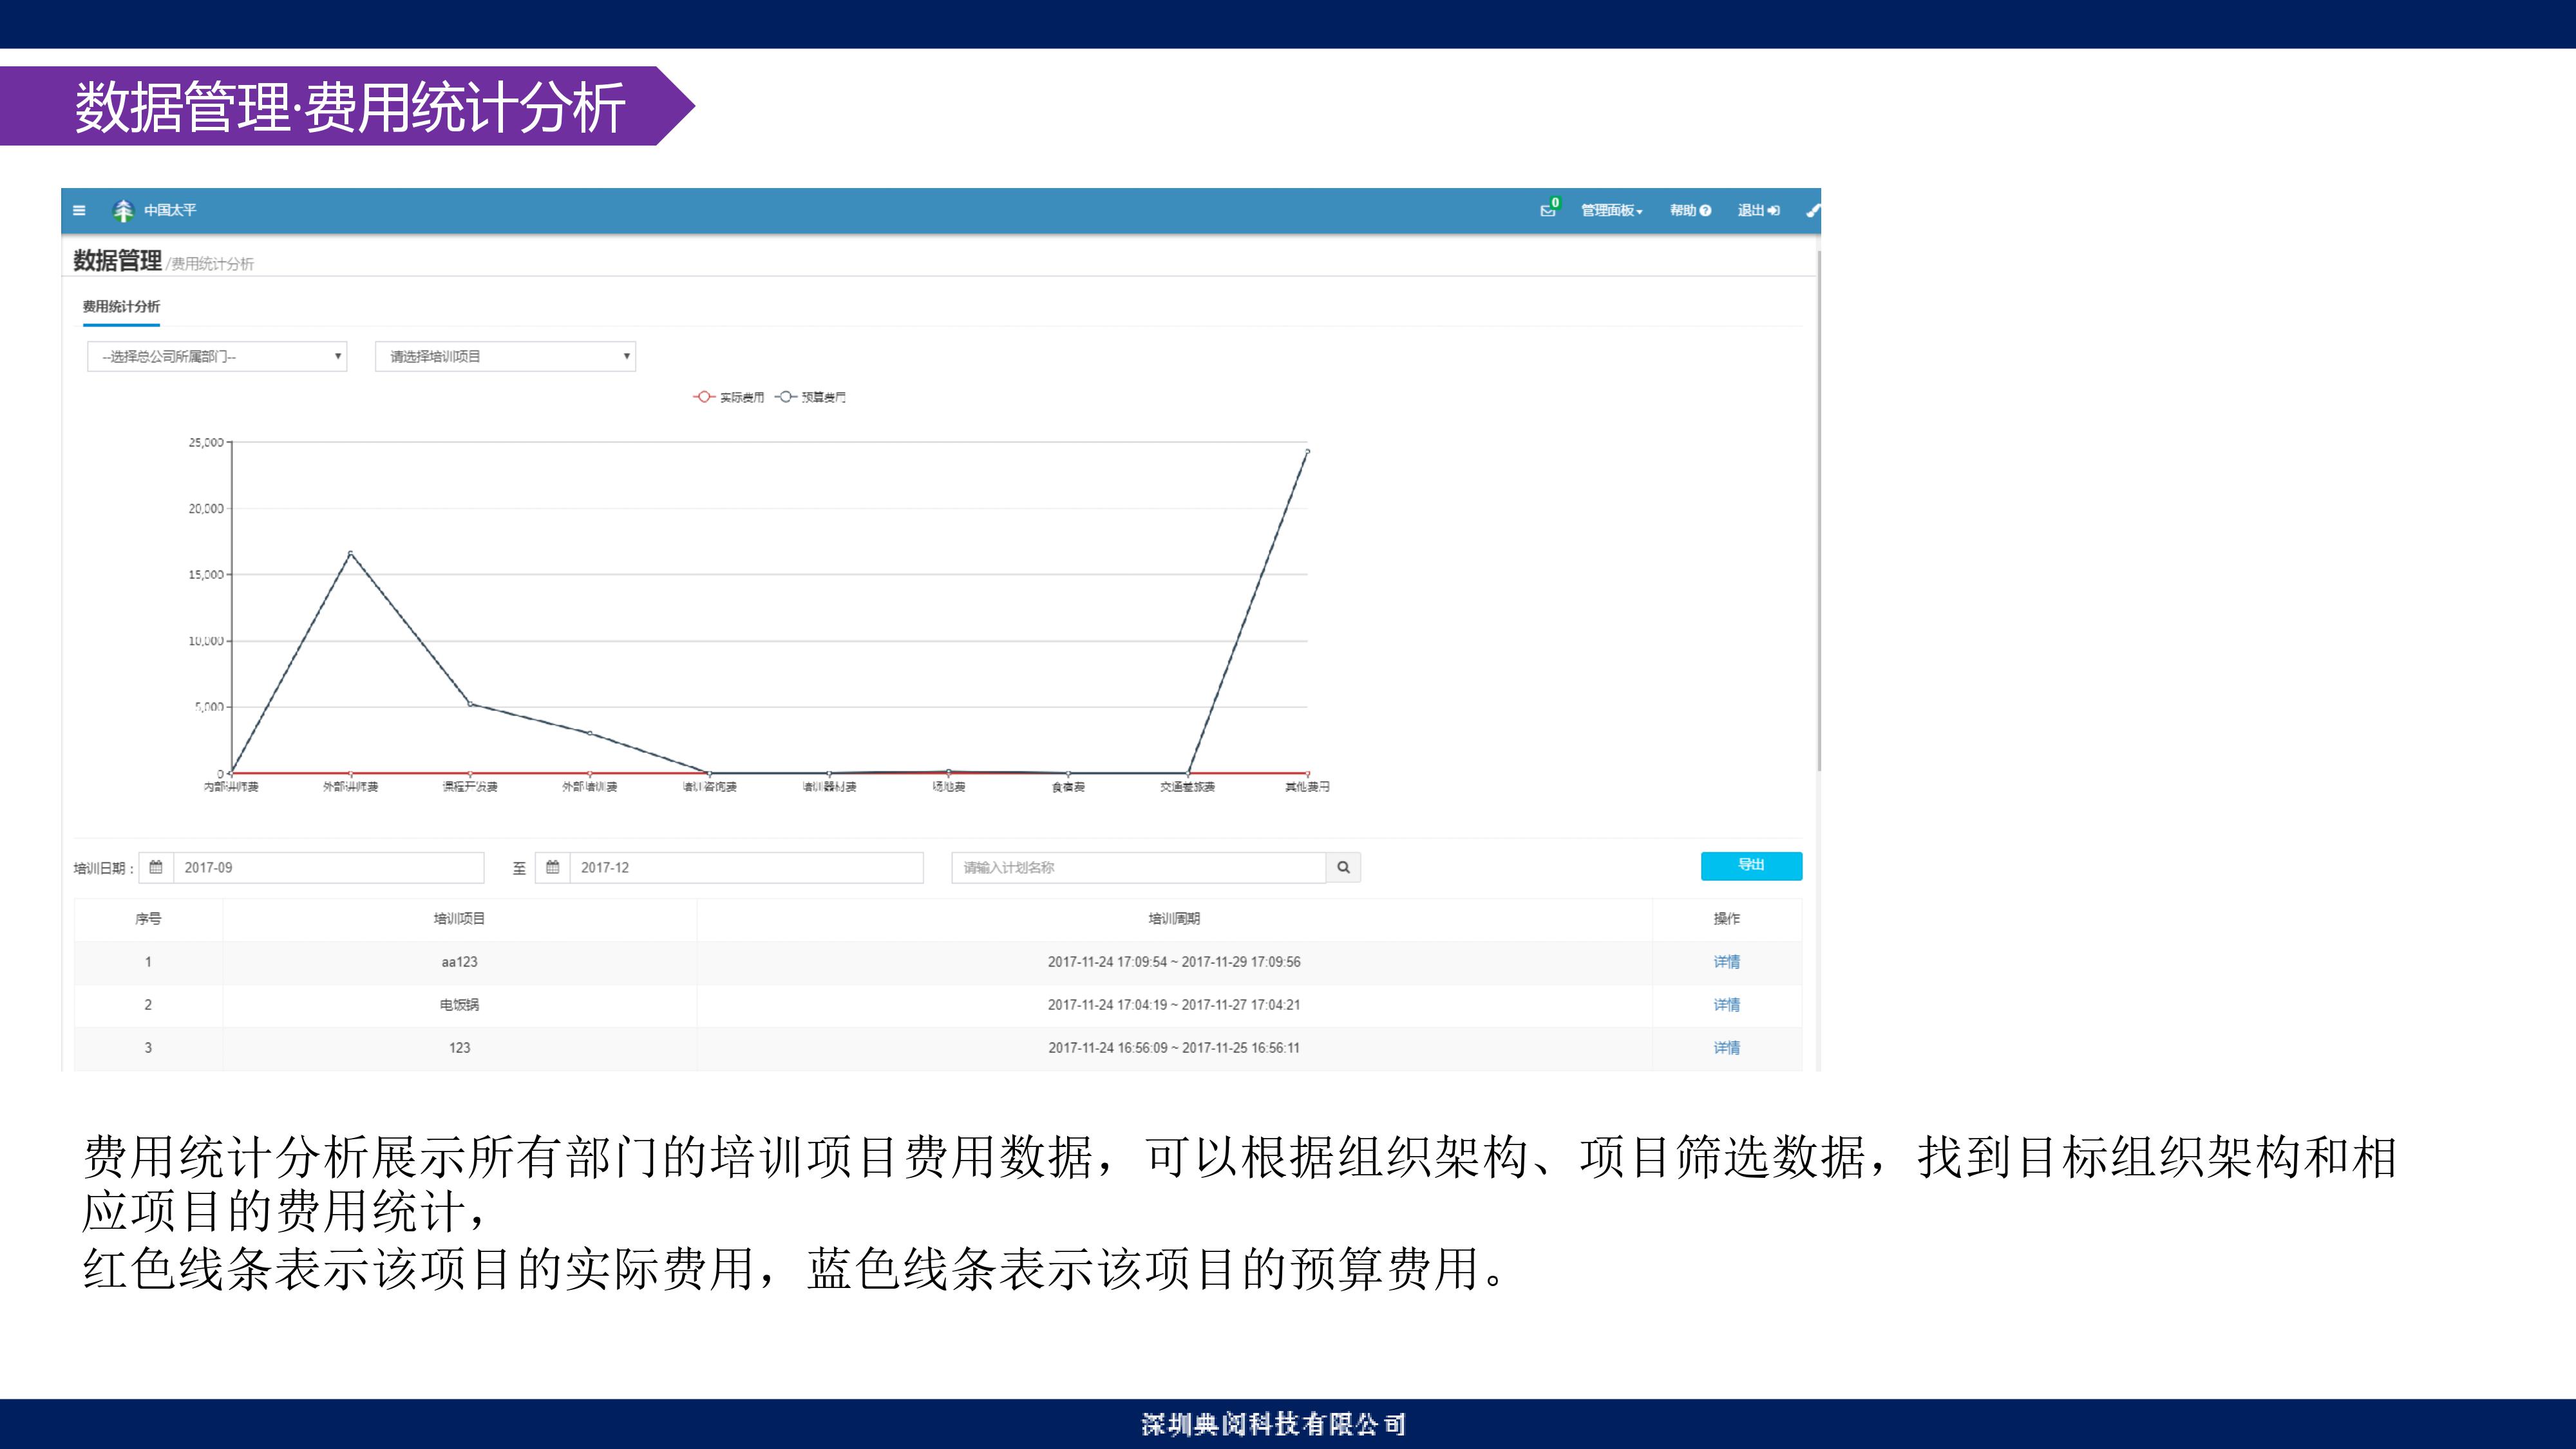 数据管理·费用统计分析
中国太平
0
管理面板
帮助
退出
数据管理 /费用统计分析
费用统计分析
--选择总公司所属部门--
请选择培训项目
实际费用 预算费用
25,000
20,000
15,000
10,000
5,000
0
内部讲师费 外部讲师费 课程开发费 外部培训费 培训咨询费 培训器材费 场地费 食宿费 交通差旅费 其他费用
培训日期： 2017-09 至 2017-12 请输入计划名称 导出
序号 培训项目 培训周期 操作
1 aa123 2017-11-24 17:09:54 ~ 2017-11-29 17:09:56 详情
2 电饭锅 2017-11-24 17:04:19 ~ 2017-11-27 17:04:21 详情
3 123 2017-11-24 16:56:09 ~ 2017-11-25 16:56:11 详情
费用统计分析展示所有部门的培训项目费用数据，可以根据组织架构、项目筛选数据，找到目标组织架构和相
应项目的费用统计，
红色线条表示该项目的实际费用，蓝色线条表示该项目的预算费用。
深圳典阅科技有限公司